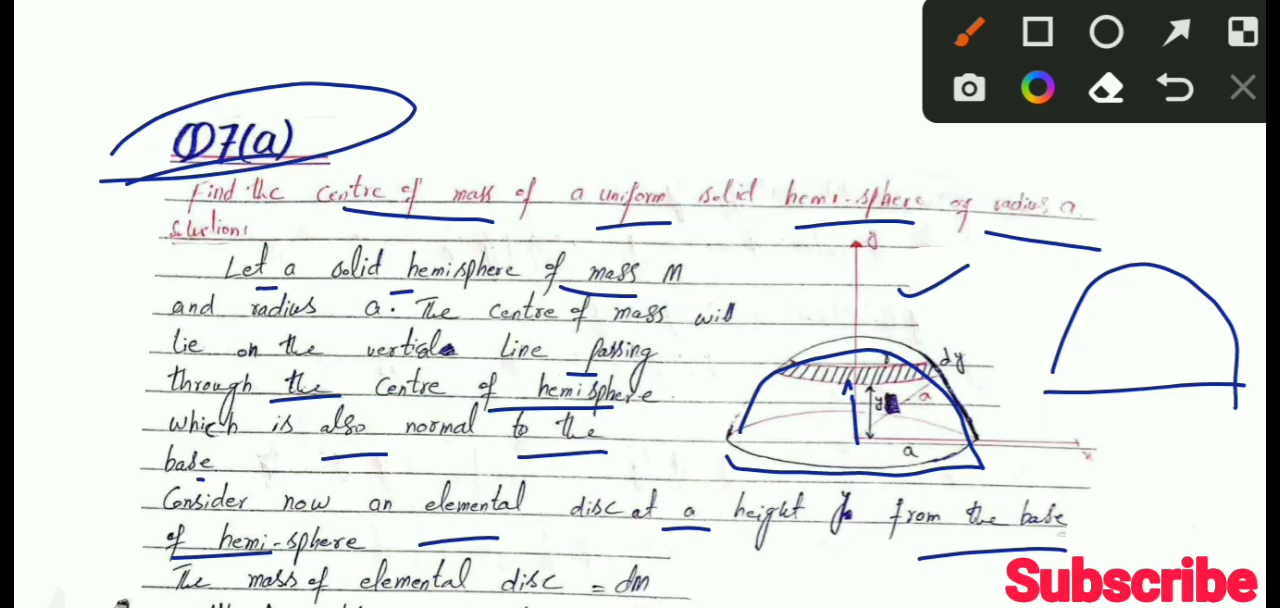 Q7(a)
Find the centre of mass of a uniform solid hemi-sphere of radius a.
Solution:
Let a solid hemisphere of mass M
and radius a. The centre of mass will
lie on the vertical line passing
through the centre of hemisphere.
which is also normal to the
base
Consider now an elemental disc at a height y from the base
of hemi-sphere
The mass of elemental disc = dm
y
dy
a
y
a
x
Subscribe